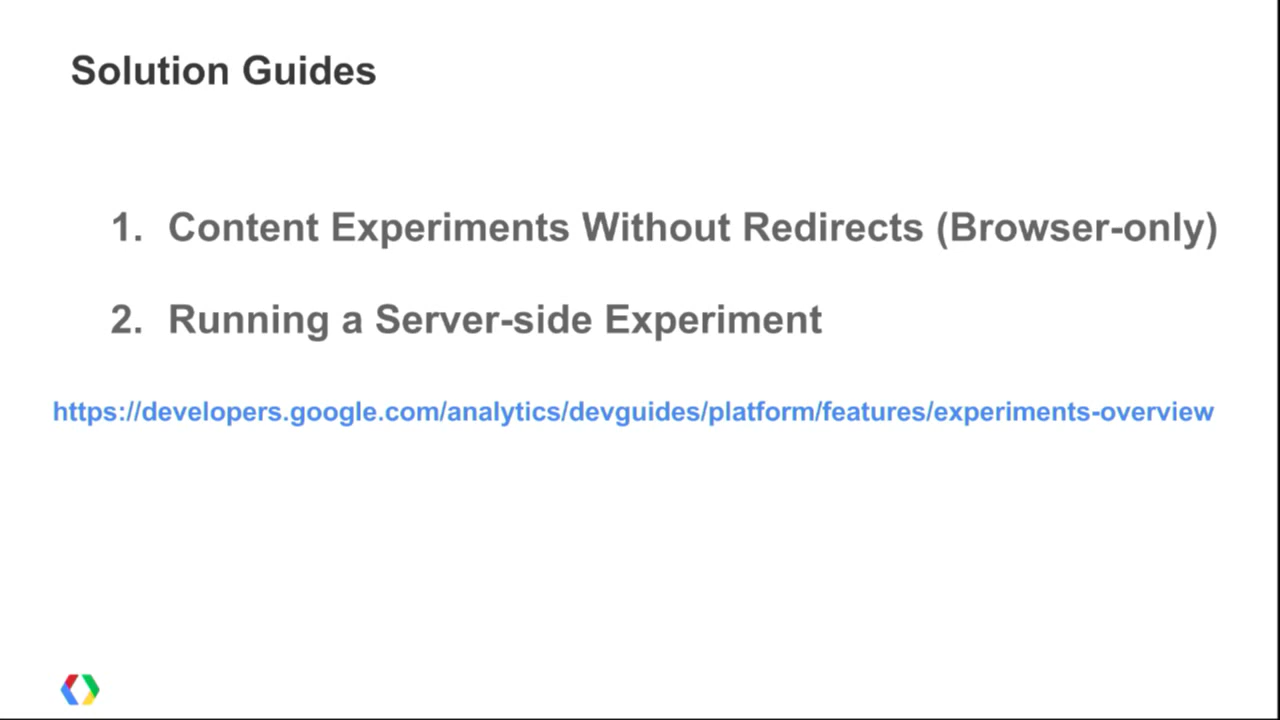 Solution Guides
1. Content Experiments Without Redirects (Browser-only)
2. Running a Server-side Experiment
https://developers.google.com/analytics/devguides/platform/features/experiments-overview